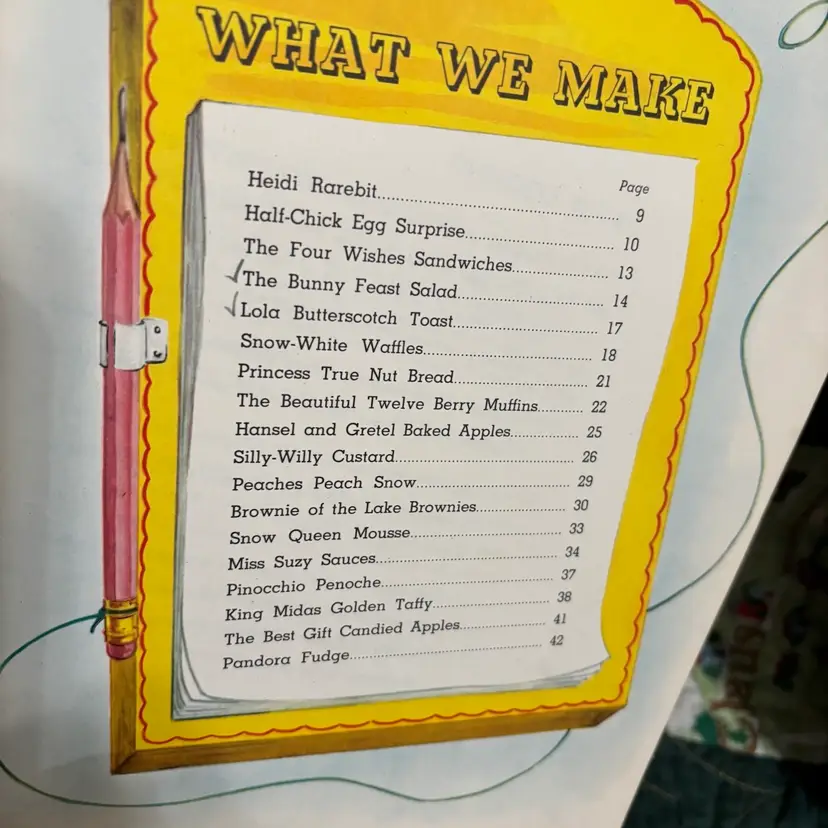 WHAT WE MAKE
Page
Heidi Rarebit 9
Half-Chick Egg Surprise 10
The Four Wishes Sandwiches 13
The Bunny Feast Salad 14
Lola Butterscotch Toast 17
Snow-White Waffles 18
Princess True Nut Bread 21
The Beautiful Twelve Berry Muffins 22
Hansel and Gretel Baked Apples 25
Silly-Willy Custard 26
Peaches Peach Snow 29
Brownie of the Lake Brownies 30
Snow Queen Mousse 33
Miss Suzy Sauces 34
Pinocchio Penoche 37
King Midas Golden Taffy 38
The Best Gift Candied Apples 41
Pandora Fudge 42